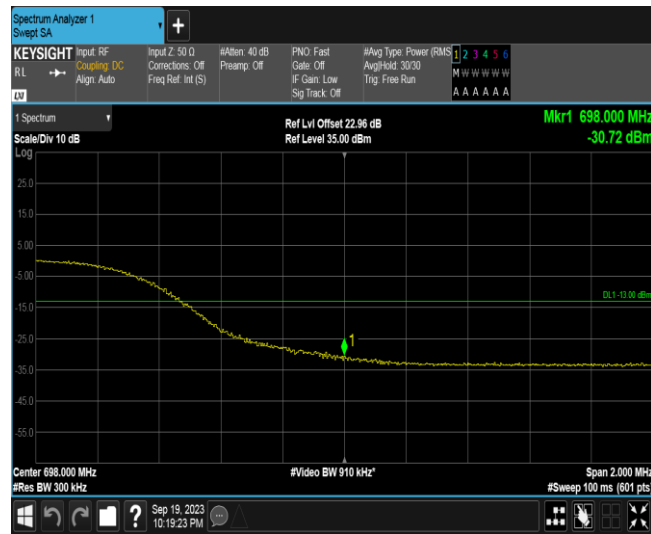 Spectrum Analyzer 1
Swept SA
+
KEYSIGHT
RL
LXI
Input: RF
Coupling: DC
Align: Auto
Input Z: 50 Ω
Corrections: Off
Freq Ref: Int (S)
#Atten: 40 dB
Preamp: Off
PNO: Fast
Gate: Off
IF Gain: Low
Sig Track: Off
#Avg Type: Power (RMS
Avg|Hold: 30/30
Trig: Free Run
1 2 3 4 5 6
M W W W W W
A A A A A A
1 Spectrum
Scale/Div 10 dB
Log
Ref Lvl Offset 22.96 dB
Ref Level 35.00 dBm
Mkr1 698.000 MHz
-30.72 dBm
25.0
15.0
5.00
-5.00
DL1 -13.00 dBm
-15.0
-25.0
1
-35.0
-45.0
-55.0
Center 698.000 MHz
#Video BW 910 kHz*
Span 2.000 MHz
#Res BW 300 kHz
#Sweep 100 ms (601 pts)
?
Sep 19, 2023
10:19:23 PM